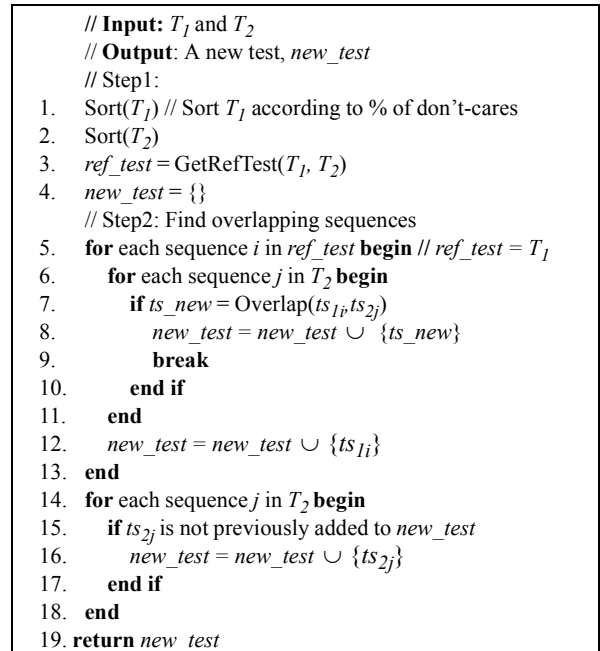 // Input: T1 and T2
// Output: A new test, new_test
// Step1:
1. Sort(T1) // Sort T1 according to % of don't-cares
2. Sort(T2)
3. ref_test = GetRefTest(T1, T2)
4. new_test = {}
// Step2: Find overlapping sequences
5. for each sequence i in ref_test begin // ref_test = T1
6. for each sequence j in T2 begin
7. if ts_new = Overlap(ts1i,ts2j)
8. new_test = new_test ∪ {ts_new}
9. break
10. end if
11. end
12. new_test = new_test ∪ {ts1i}
13. end
14. for each sequence j in T2 begin
15. if ts2j is not previously added to new_test
16. new_test = new_test ∪ {ts2j}
17. end if
18. end
19. return new_test